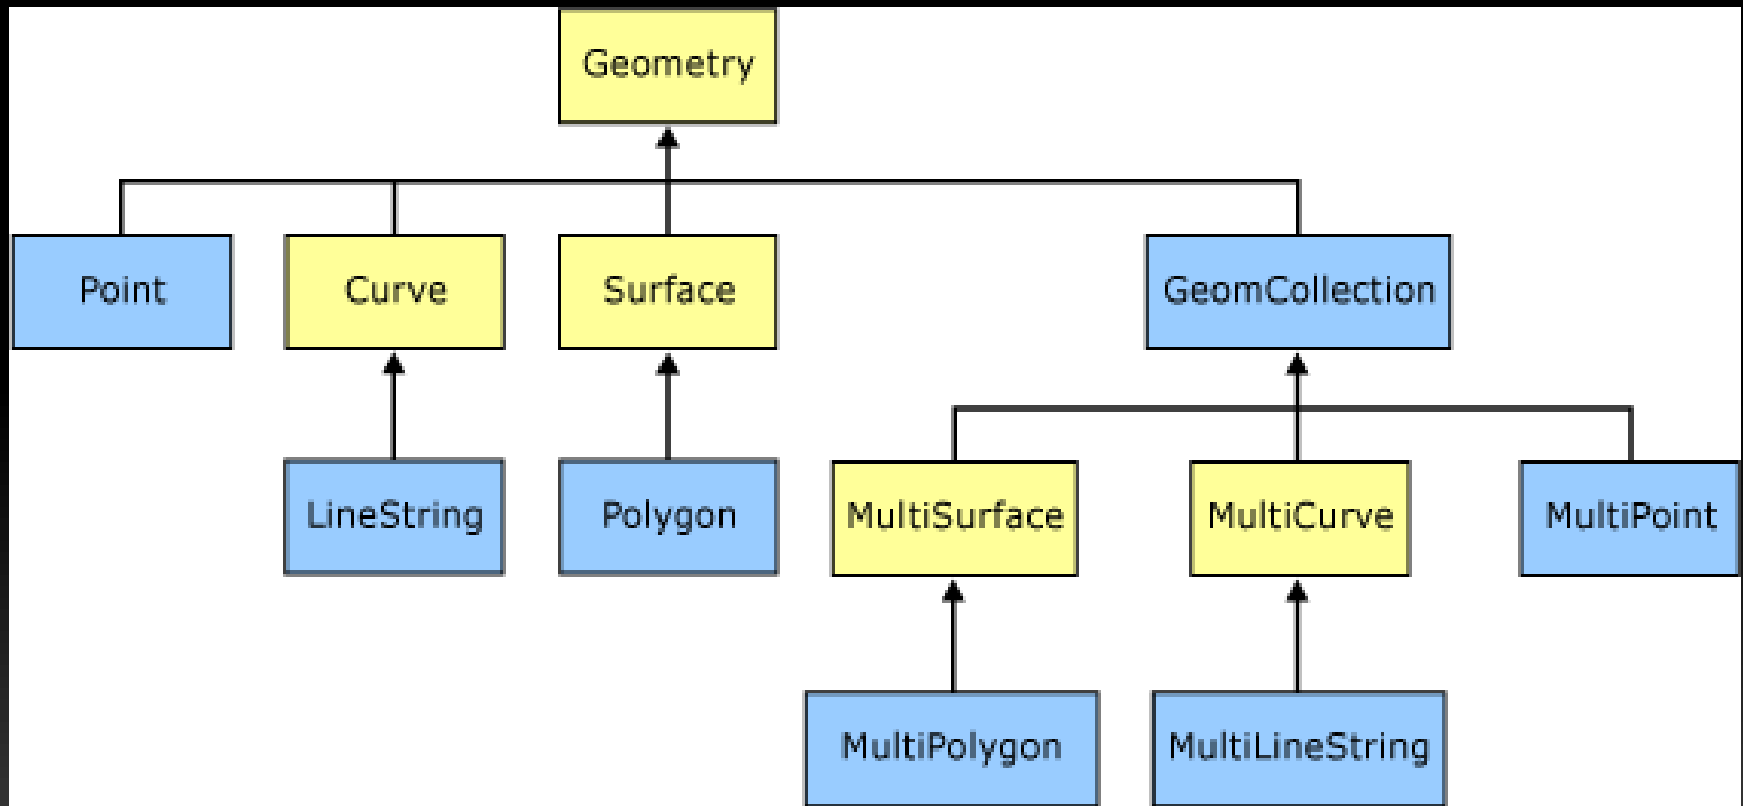 Geometry
Point
Curve
Surface
GeomCollection
LineString
Polygon
MultiSurface
MultiCurve
MultiPoint
MultiPolygon
MultiLineString